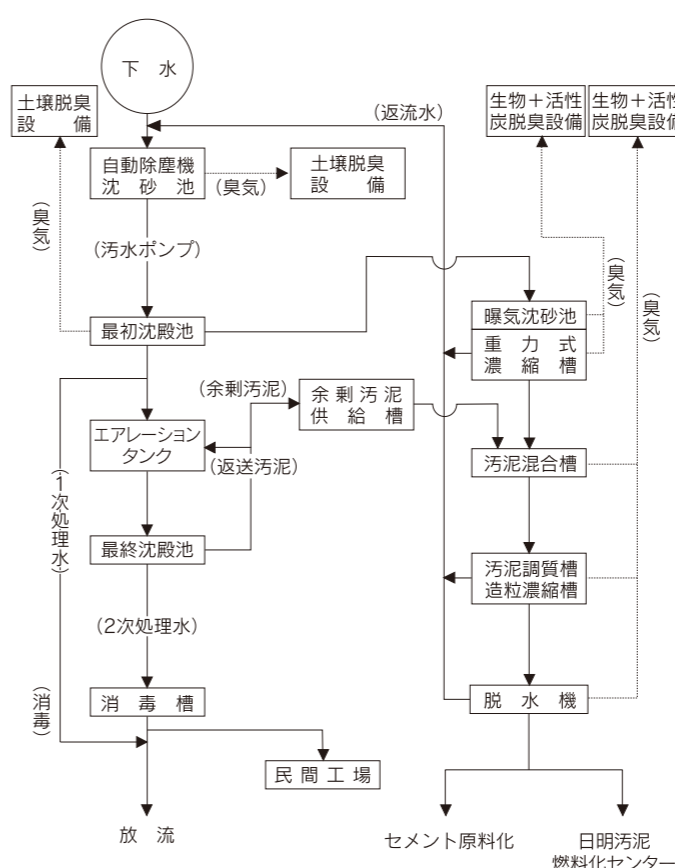 下 水
土壌脱臭
設 備
(返流水)
生物+活性
炭脱臭設備
生物+活性
炭脱臭設備
自動除塵機
沈 砂 池
(臭気)
土壌脱臭
設 備
(臭気)
(汚水ポンプ)
(臭気)
(臭気)
最初沈殿池
曝気沈砂池
重 力 式
濃 縮 槽
(余剰汚泥)
余 剰 汚 泥
供 給 槽
エアレーション
タンク
(返送汚泥)
汚泥混合槽
(臭気)
(1次処理水)
最終沈殿池
汚泥調質槽
造粒濃縮槽
(2次処理水)
(消毒)
消 毒 槽
脱 水 機
民 間 工 場
放 流
セメント原料化
日明汚泥
燃料化センター